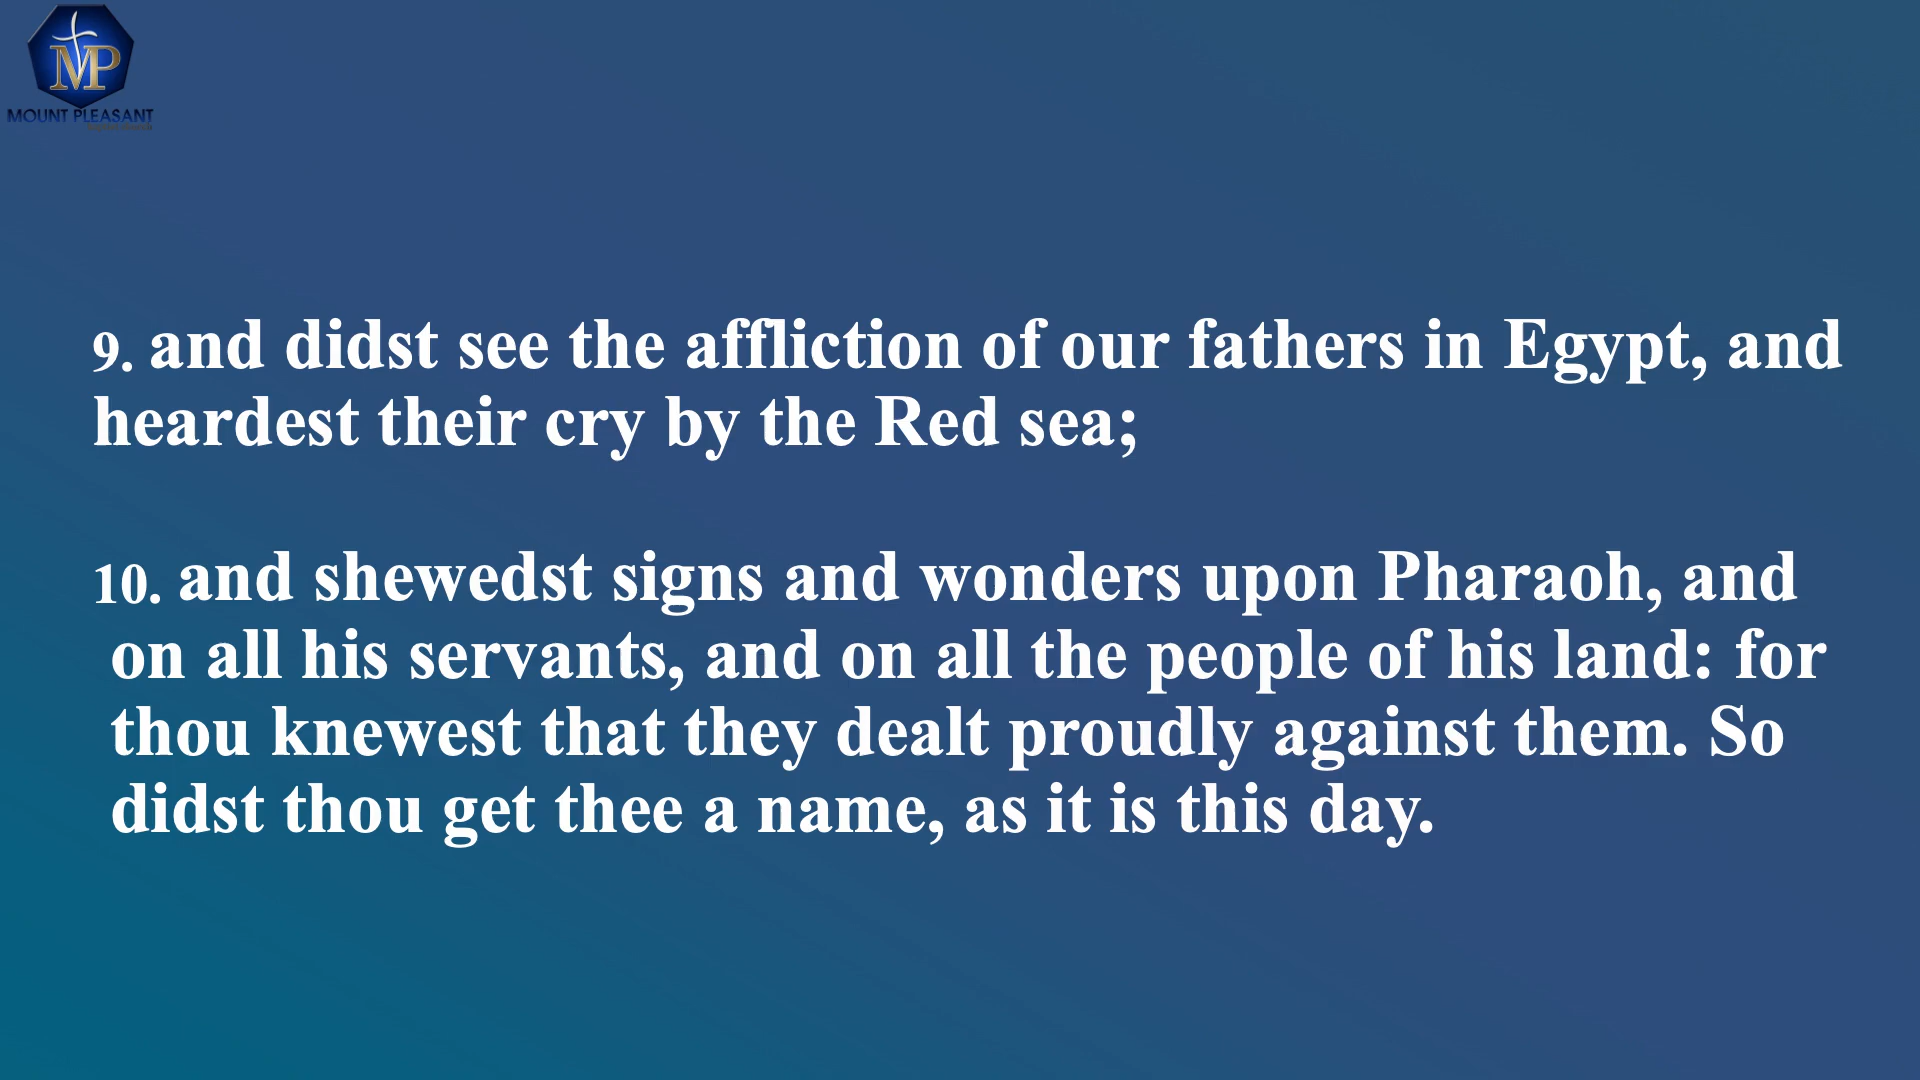 MP
MOUNT PLEASANT
9. and didst see the affliction of our fathers in Egypt, and
heardest their cry by the Red sea;
10. and shewedst signs and wonders upon Pharaoh, and
on all his servants, and on all the people of his land: for
thou knewest that they dealt proudly against them. So
didst thou get thee a name, as it is this day.